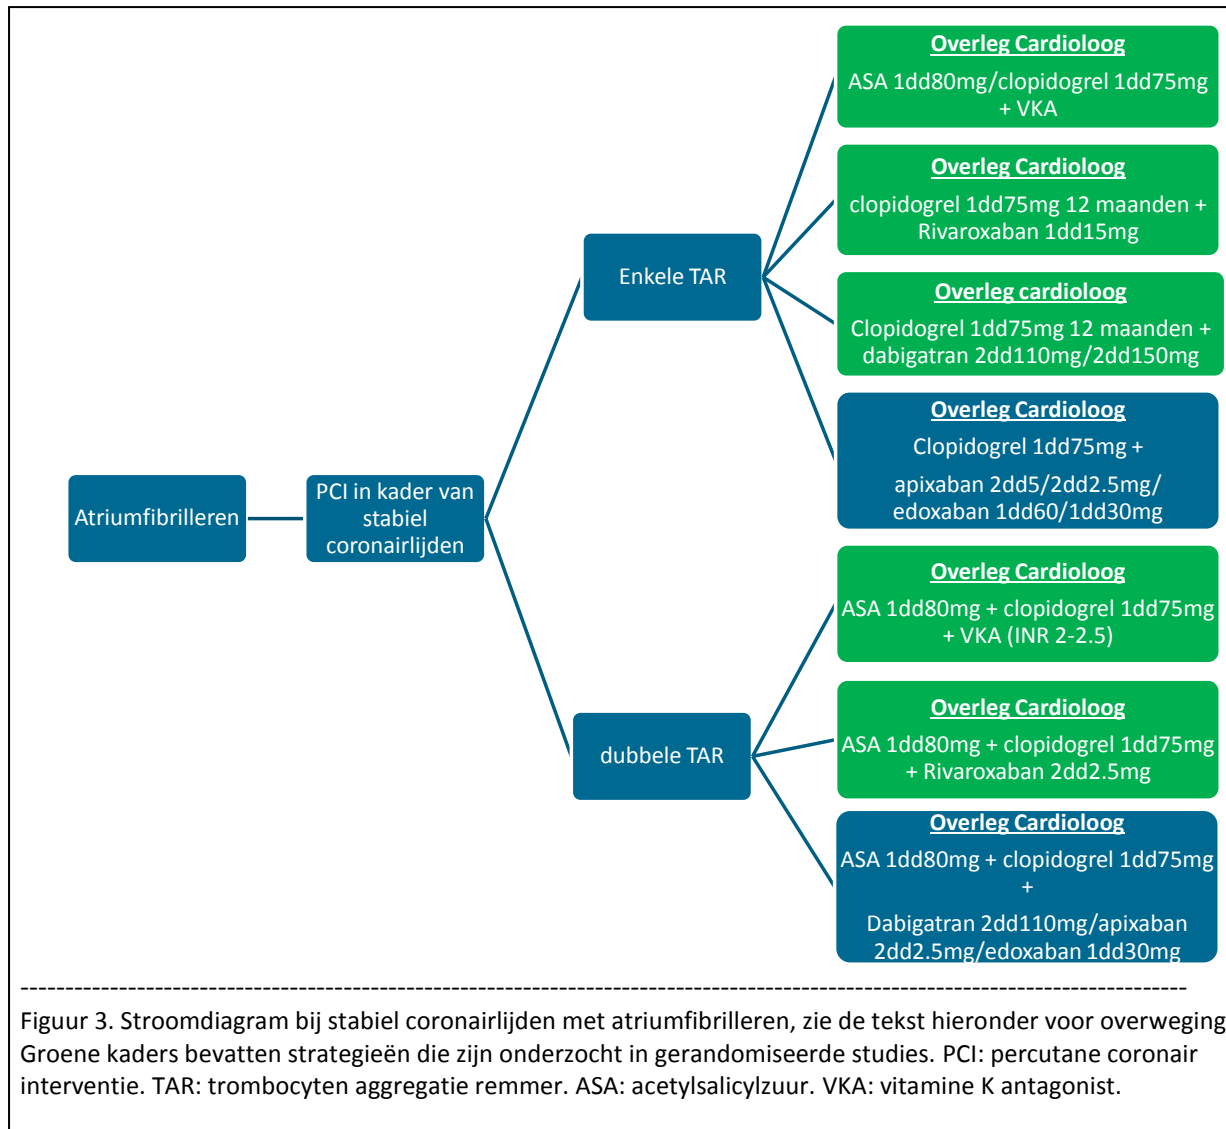 Overleg Cardioloog
ASA 1dd80mg/clopidogrel 1dd75mg
+ VKA
Overleg Cardioloog
clopidogrel 1dd75mg 12 maanden +
Rivaroxaban 1dd15mg
Enkele TAR
Overleg cardioloog
Clopidogrel 1dd75mg 12 maanden +
dabigatran 2dd110mg/2dd150mg
Overleg Cardioloog
Clopidogrel 1dd75mg +
apixaban 2dd5/2dd2.5mg/
edoxaban 1dd60/1dd30mg
Atriumfibrilleren
PCI in kader van
stabiel
coronairlijden
Overleg Cardioloog
ASA 1dd80mg + clopidogrel 1dd75mg
+ VKA (INR 2-2.5)
dubbele TAR
Overleg Cardioloog
ASA 1dd80mg + clopidogrel 1dd75mg
+ Rivaroxaban 2dd2.5mg
Overleg Cardioloog
ASA 1dd80mg + clopidogrel 1dd75mg
+
Dabigatran 2dd110mg/apixaban
2dd2.5mg/edoxaban 1dd30mg
Figuur 3. Stroomdiagram bij stabiel coronairlijden met atriumfibrilleren, zie de tekst hieronder voor overweging
Groene kaders bevatten strategieën die zijn onderzocht in gerandomiseerde studies. PCI: percutane coronair
interventie. TAR: trombocyten aggregatie remmer. ASA: acetylsalicylzuur. VKA: vitamine K antagonist.